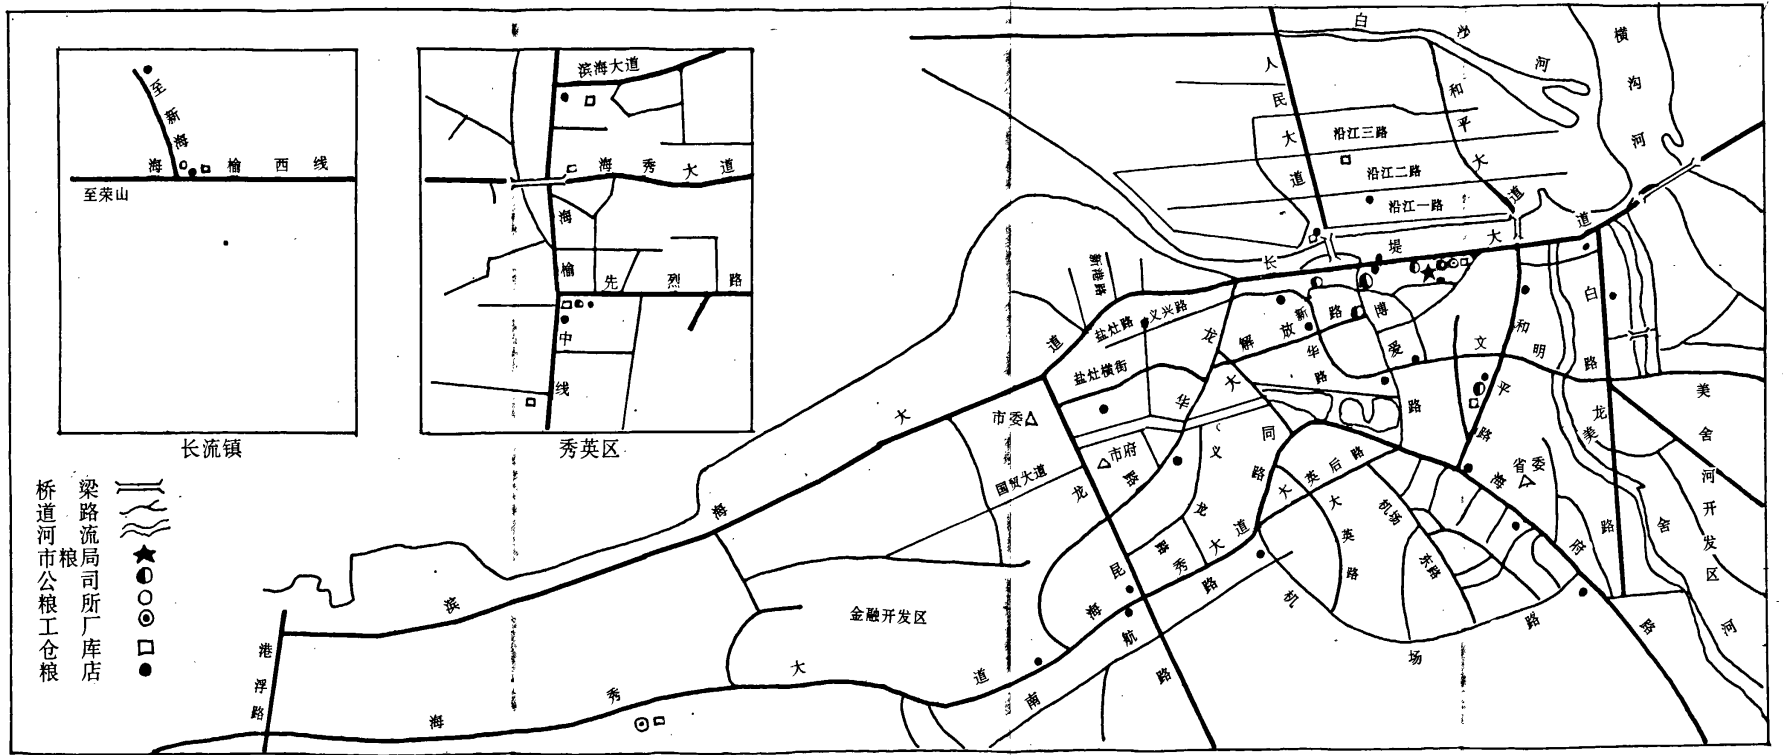 至新海
海榆西线
至荣山
长流镇
滨海大道
海秀大道
海榆中线
先烈路
秀英区
桥梁
道路
河流
市粮局
公司
粮所
工厂
仓库
粮店
白沙河
横沟河
人民大道
和平大道
沿江三路
沿江二路
沿江一路
长堤大道
新港路
盐灶路
义兴路
盐灶横街
龙华路
解放路
新华路
博爱路
文明
和平路
白龙路
美龙路
美舍河开发区
美舍河
大同路
义龙路
市委
市府
国贸大道
龙昆路
滨海大道
海秀大道
金融开发区
港浮路
南航路
机场路
机场东路
大英后路
大英路
海府路
省委